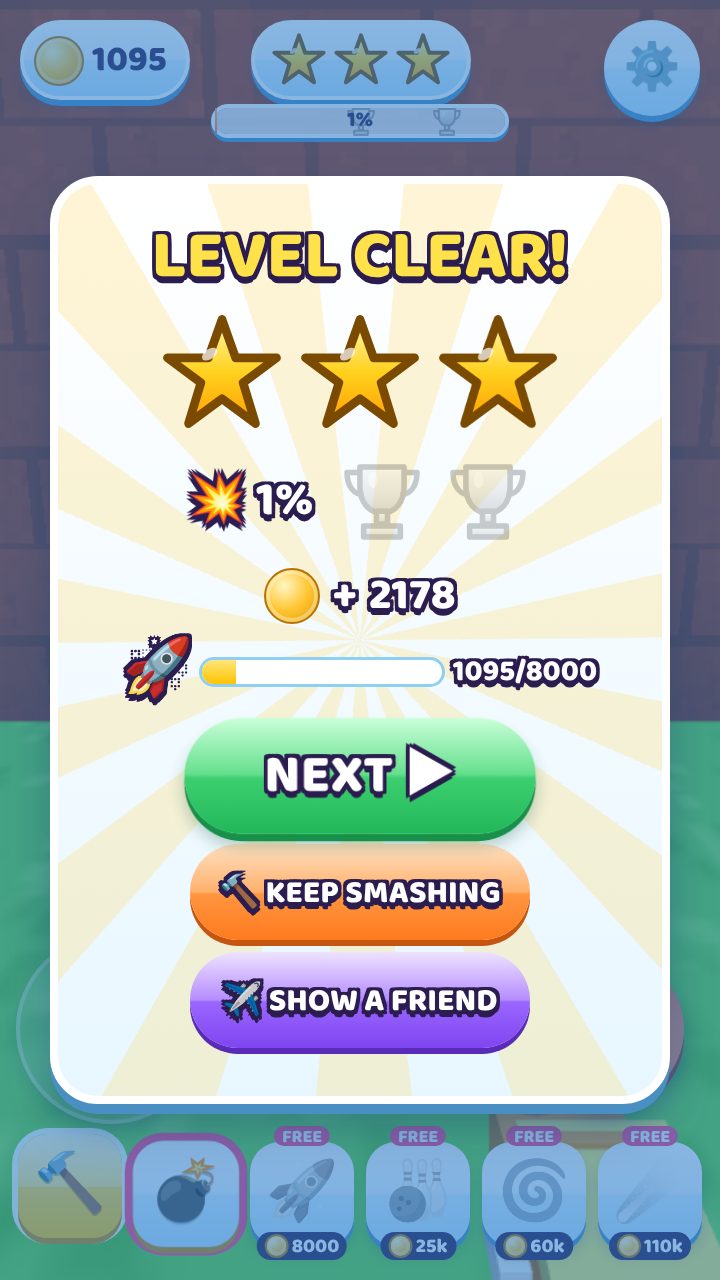 1095
1%
LEVEL CLEAR!
1%
+ 2178
1095/8000
NEXT
KEEP SMASHING
SHOW A FRIEND
FREE FREE FREE FREE
8000 25k 60k 110k